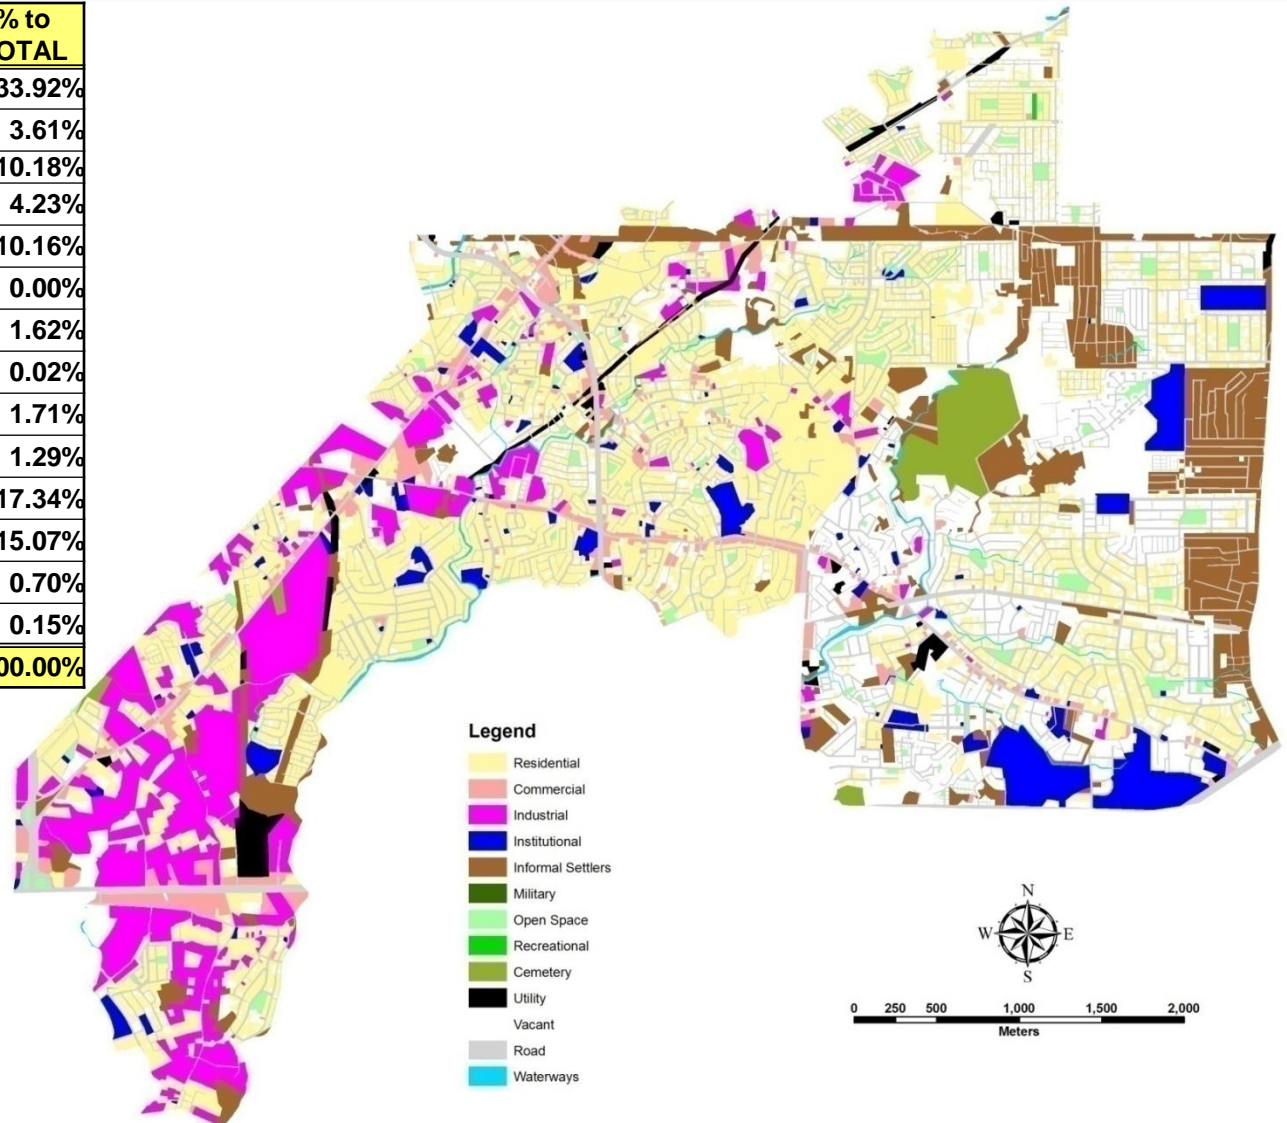 % to
OTAL
33.92%
3.61%
10.18%
4.23%
10.16%
0.00%
1.62%
0.02%
1.71%
1.29%
17.34%
15.07%
0.70%
0.15%
00.00%
Legend
Residential
Commercial
Industrial
Institutional
Informal Settlers
Military
Open Space
Recreational
Cemetery
Utility
Vacant
Road
Waterways
N
W E
S
0 250 500 1,000 1,500 2,000
Meters